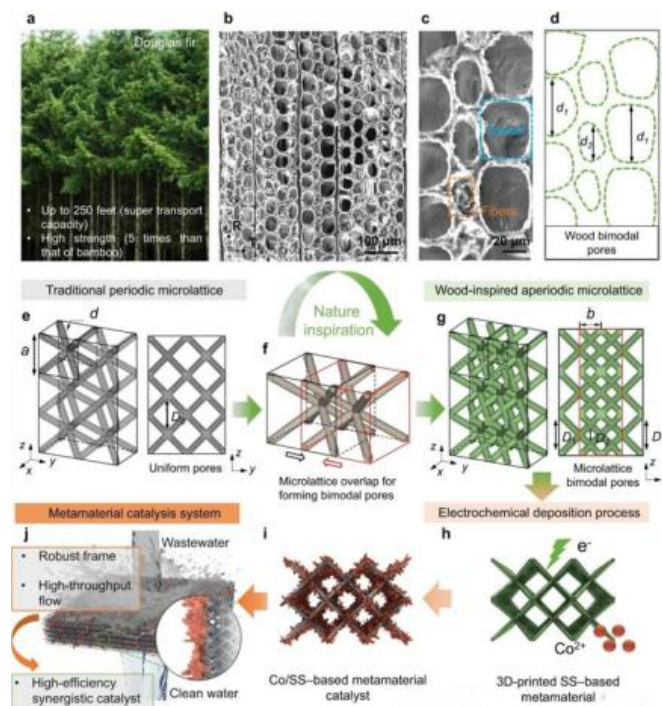 a
Douglas fir
• Up to 250 feet (super transport
capacity)
• High strength (5 times than
that of bamboo)
b
R
100 μm
c
Fibers
20 μm
d
d₁
d₂
d₁
Wood bimodal
pores
Traditional periodic microlattice
Nature
inspiration
Wood-inspired aperiodic microlattice
e
d
a
D
z
x
y
Uniform pores
z
y
f
Microlattice overlap for
forming bimodal pores
g
b
D
z
x
y
Microlattice
bimodal pores
z
Metamaterial catalysis system
Electrochemical deposition process
j
• Robust frame
• High-throughput
flow
Wastewater
Clean water
• High-efficiency
synergistic catalyst
i
Co/SS–based metamaterial
catalyst
h
e-
Co²⁺
3D-printed SS–based
metamaterial